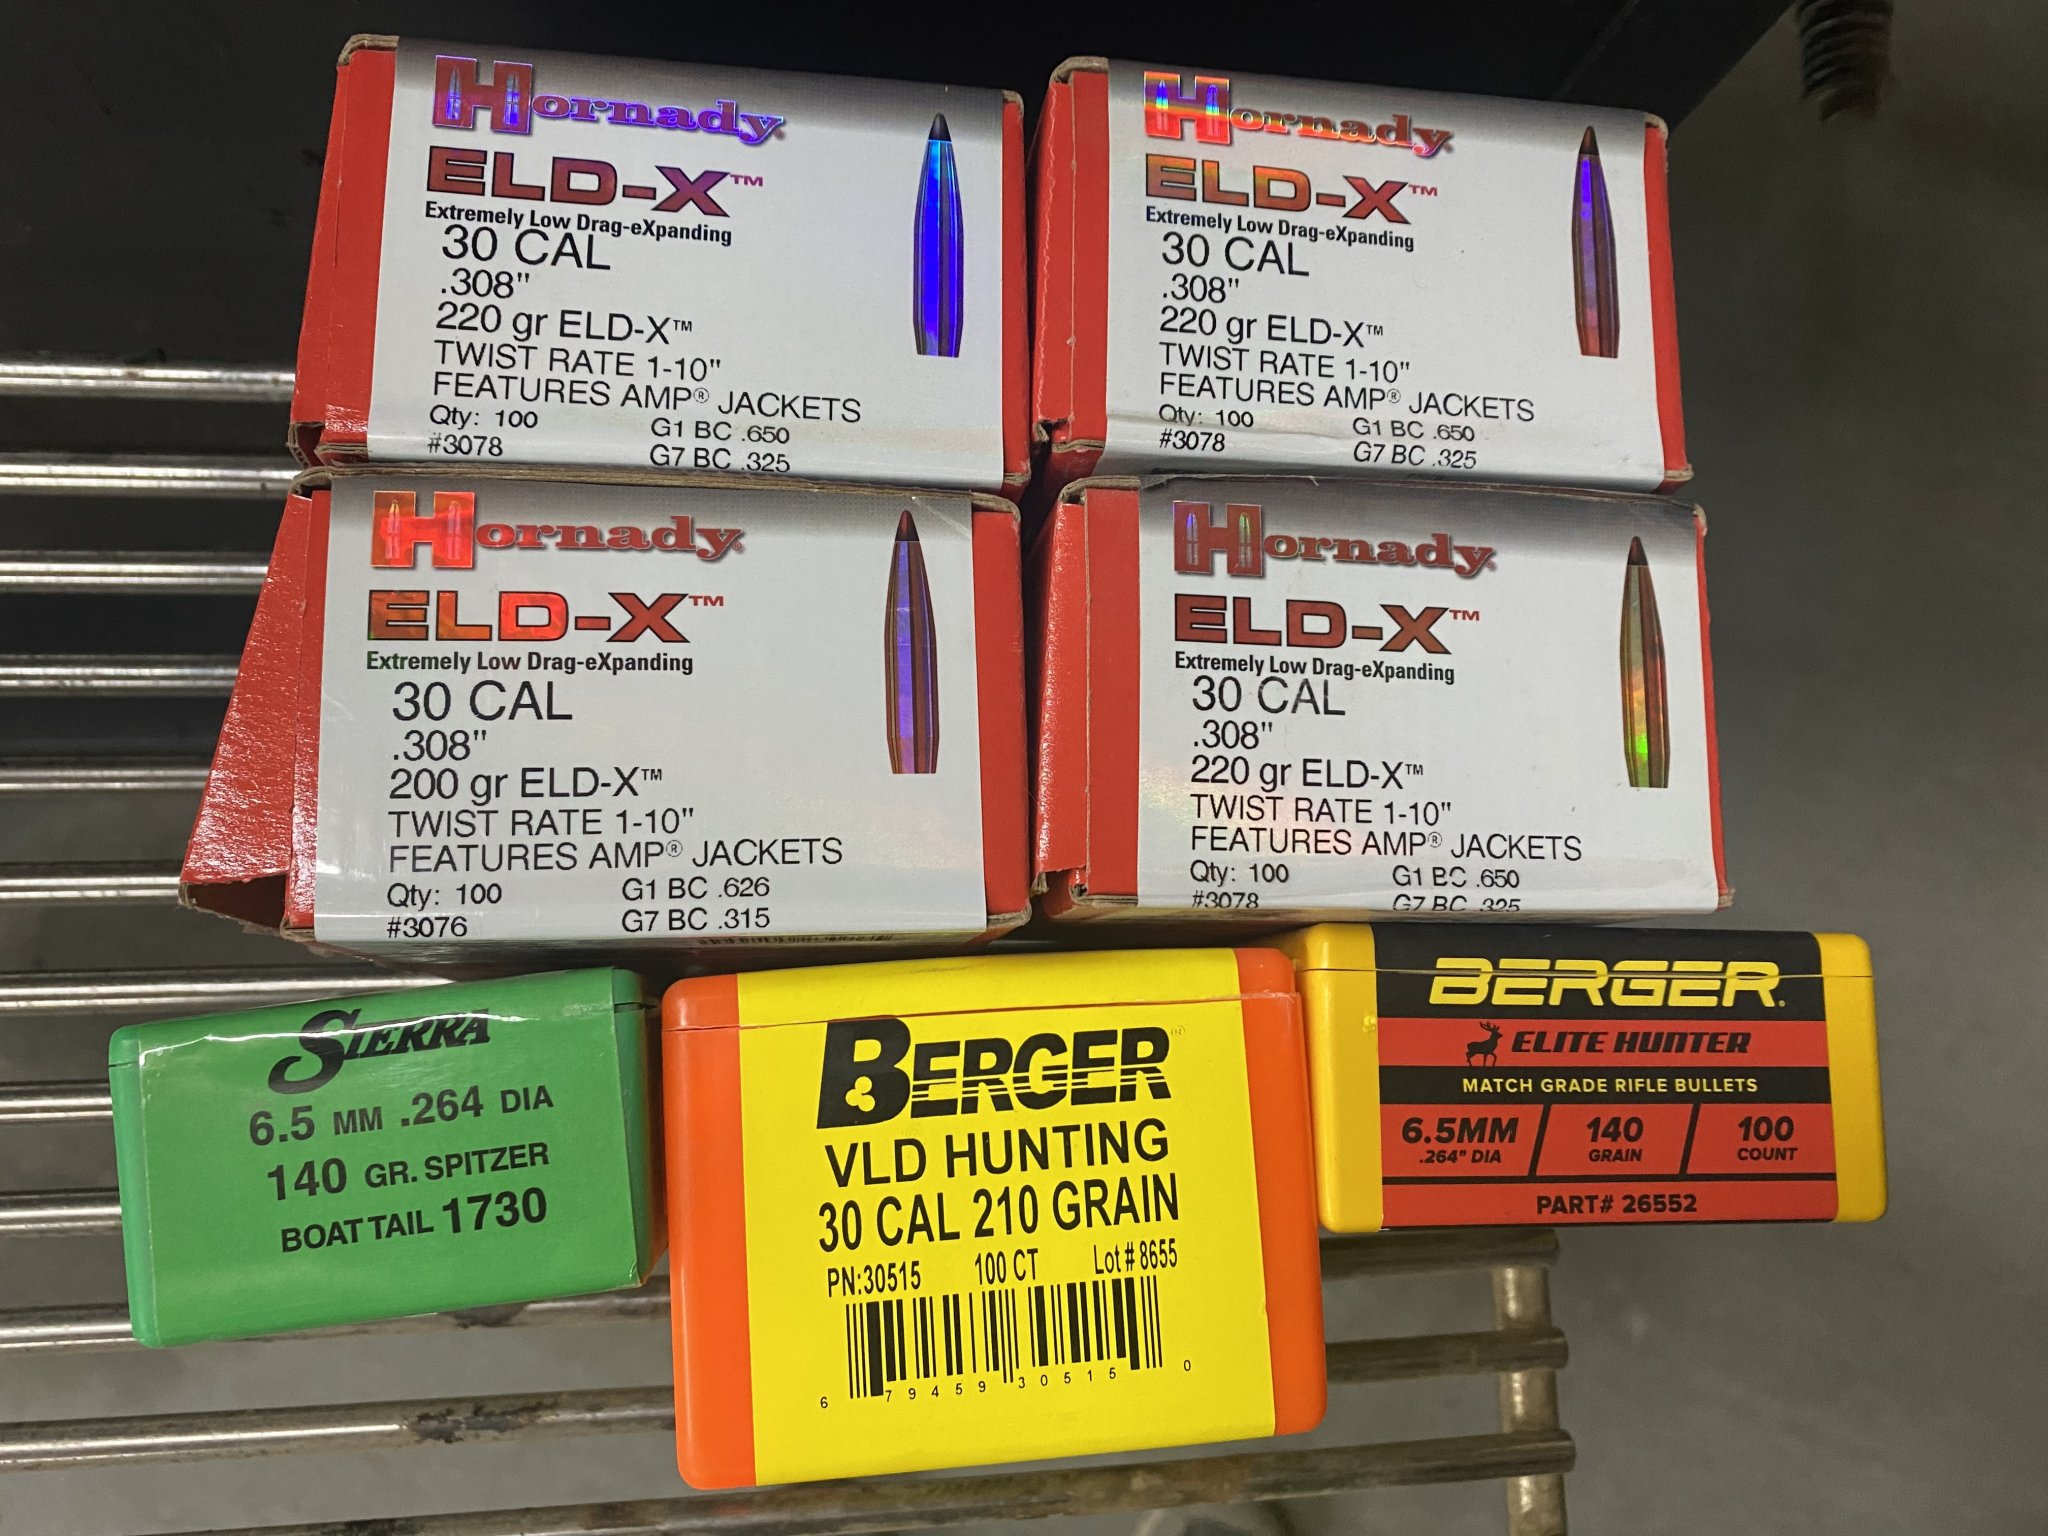 Hornady
ELD-X™
Extremely Low Drag-eXpanding
30 CAL
.308"
220 gr ELD-X™
TWIST RATE 1-10"
FEATURES AMP® JACKETS
Qty: 100 G1 BC .650
#3078 G7 BC .325
Hornady
ELD-X™
Extremely Low Drag-eXpanding
30 CAL
.308"
220 gr ELD-X™
TWIST RATE 1-10"
FEATURES AMP® JACKETS
Qty: 100 G1 BC .650
#3078 G7 BC .325
Hornady
ELD-X™
Extremely Low Drag-eXpanding
30 CAL
.308"
200 gr ELD-X™
TWIST RATE 1-10"
FEATURES AMP® JACKETS
Qty: 100 G1 BC .626
#3076 G7 BC .315
Hornady
ELD-X™
Extremely Low Drag-eXpanding
30 CAL
.308"
220 gr ELD-X™
TWIST RATE 1-10"
FEATURES AMP® JACKETS
Qty: 100 G1 BC .650
#3078 G7 BC .325
SIERRA
6.5 MM .264 DIA
140 GR. SPITZER
BOAT TAIL 1730
BERGER
VLD HUNTING
30 CAL 210 GRAIN
PN:30515 100 CT Lot # 8655
6 79459 30515 0
BERGER.
ELITE HUNTER
MATCH GRADE RIFLE BULLETS
6.5MM 140 100
.264" DIA GRAIN COUNT
PART# 26552